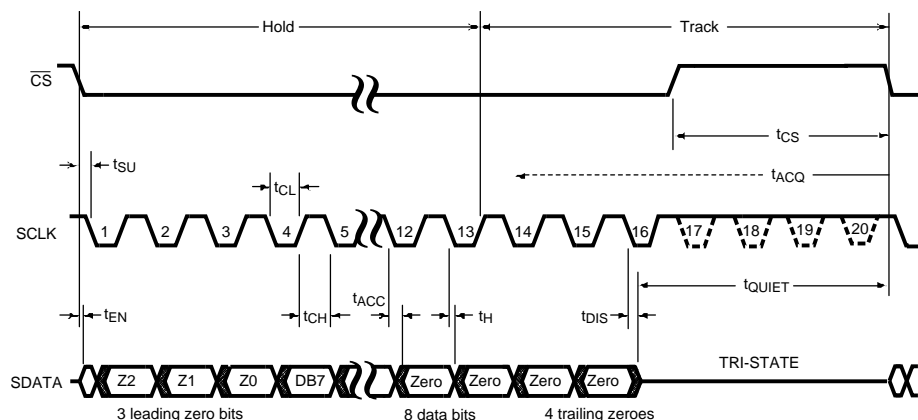 Hold Track
CS
tCS
tSU
tCL
tACQ
SCLK 1 2 3 4 5 12 13 14 15 16 17 18 19 20
tACC
tQUIET
tEN tCH tH tDIS
TRI-STATE
SDATA Z2 Z1 Z0 DB7 Zero Zero Zero Zero
3 leading zero bits 8 data bits 4 trailing zeroes